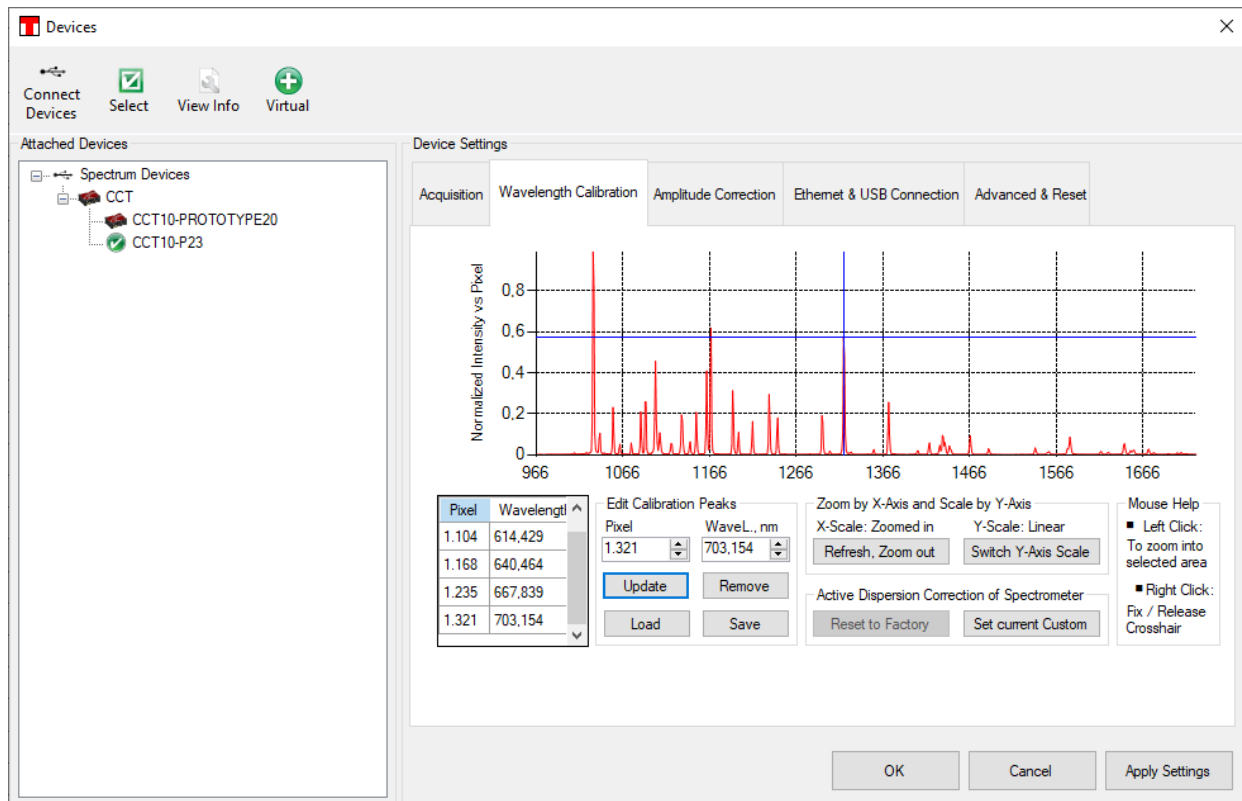 Devices
Connect Devices
Select
View Info
Virtual
Attached Devices
Spectrum Devices
CCT
CCT10-PROTOTYPE20
CCT10-P23
Device Settings
Acquisition
Wavelength Calibration
Amplitude Correction
Ethernet & USB Connection
Advanced & Reset
Normalized Intensity vs Pixel
0,8
0,6
0,4
0,2
0
966 1066 1166 1266 1366 1466 1566 1666
Pixel Wavelengtl
1.104 614,429
1.168 640,464
1.235 667,839
1.321 703,154
Edit Calibration Peaks
Pixel WaveL., nm
1.321 703,154
Update Remove
Load Save
Zoom by X-Axis and Scale by Y-Axis
X-Scale: Zoomed in Y-Scale: Linear
Refresh, Zoom out Switch Y-Axis Scale
Active Dispersion Correction of Spectrometer
Reset to Factory Set current Custom
Mouse Help
Left Click:
To zoom into
selected area
Right Click:
Fix / Release
Crosshair
OK
Cancel
Apply Settings